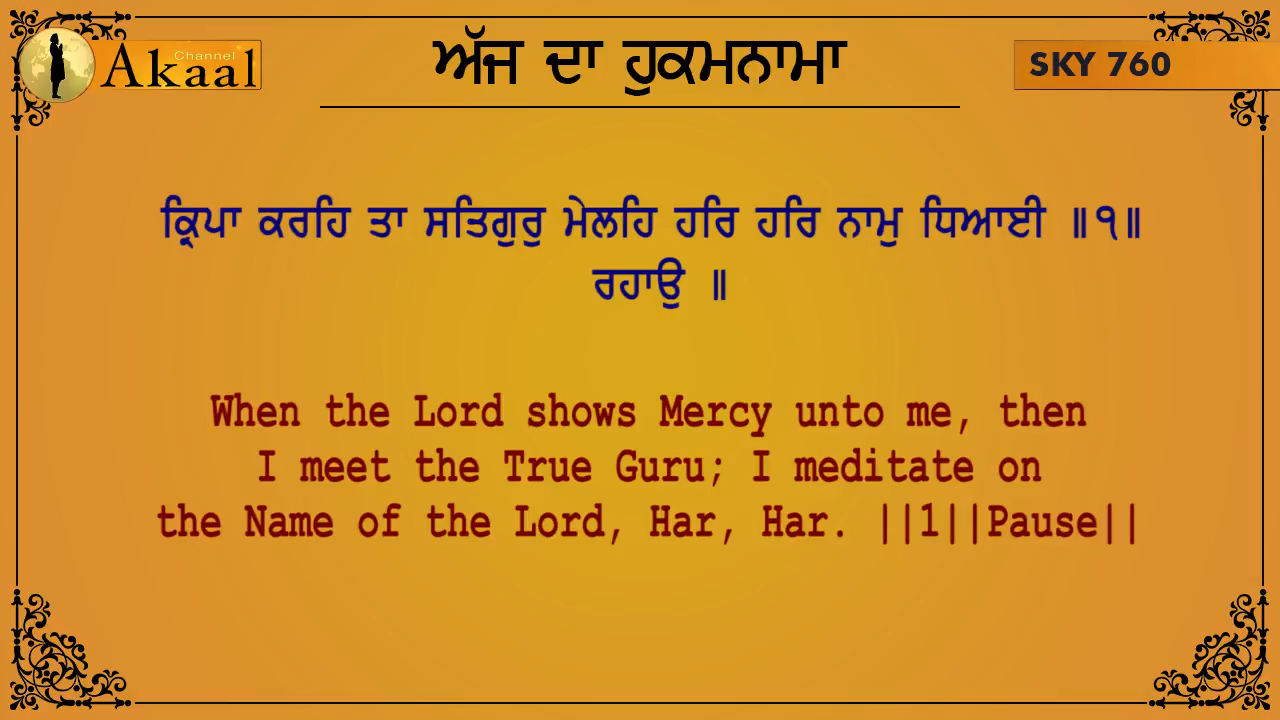 Akaal Channel
ਅੱਜ ਦਾ ਹੁਕਮਨਾਮਾ
SKY 760
ਕ੍ਰਿਪਾ ਕਰਹਿ ਤਾ ਸਤਿਗੁਰੁ ਮੇਲਹਿ ਹਰਿ ਹਰਿ ਨਾਮੁ ਧਿਆਈ ॥੧॥
ਰਹਾਉ ॥
When the Lord shows Mercy unto me, then
I meet the True Guru; I meditate on
the Name of the Lord, Har, Har. ||1||Pause||